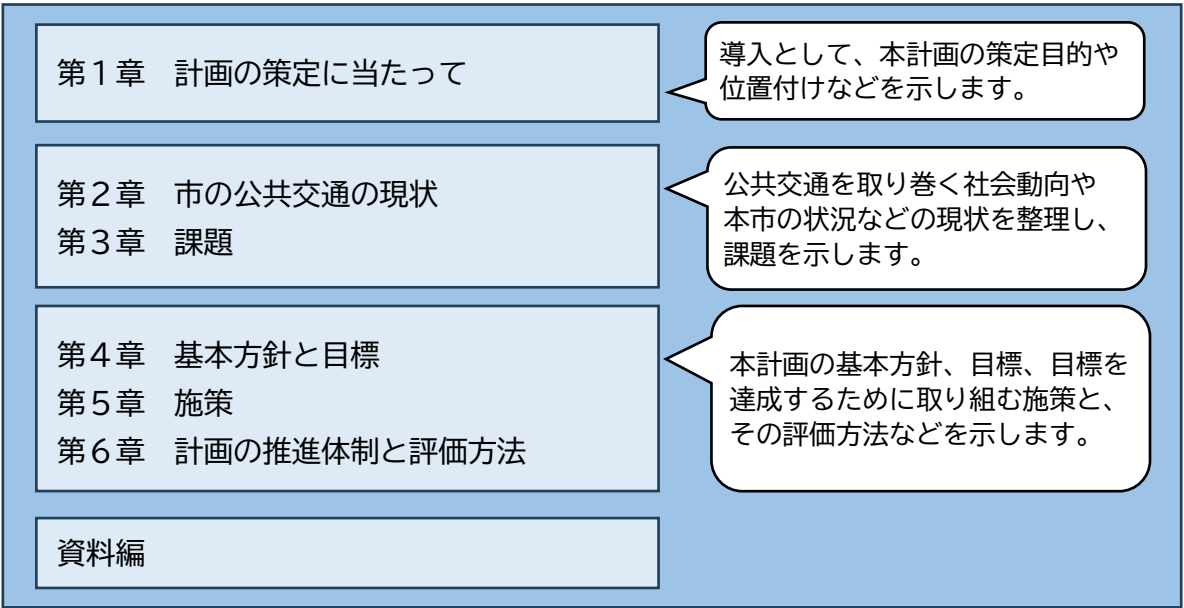 第１章　計画の策定に当たって
導入として、本計画の策定目的や
位置付けなどを示します。
第２章　市の公共交通の現状
第３章　課題
公共交通を取り巻く社会動向や
本市の状況などの現状を整理し、
課題を示します。
第４章　基本方針と目標
第５章　施策
第６章　計画の推進体制と評価方法
本計画の基本方針、目標、目標を
達成するために取り組む施策と、
その評価方法などを示します。
資料編